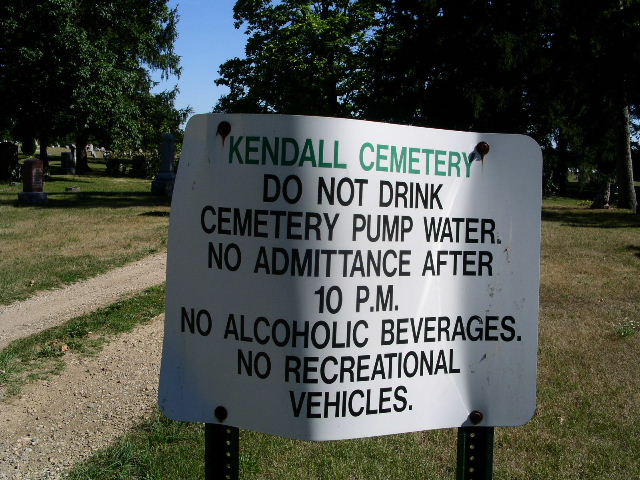 KENDALL CEMETERY
DO NOT DRINK
CEMETERY PUMP WATER.
NO ADMITTANCE AFTER
10 P.M.
NO ALCOHOLIC BEVERAGES.
NO RECREATIONAL
VEHICLES.